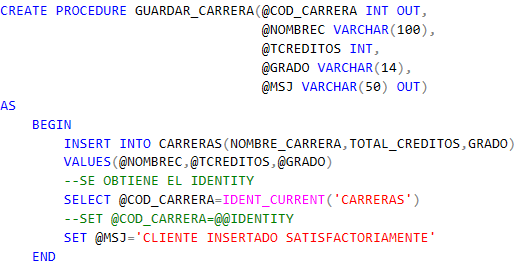 CREATE PROCEDURE GUARDAR_CARRERA(@COD_CARRERA INT OUT,
@NOMBREC VARCHAR(100),
@TCREDITOS INT,
@GRADO VARCHAR(14),
@MSJ VARCHAR(50) OUT)
AS
BEGIN
INSERT INTO CARRERAS(NOMBRE_CARRERA,TOTAL_CREDITOS,GRADO)
VALUES(@NOMBREC,@TCREDITOS,@GRADO)
--SE OBTIENE EL IDENTITY
SELECT @COD_CARRERA=IDENT_CURRENT('CARRERAS')
--SET @COD_CARRERA=@@IDENTITY
SET @MSJ='CLIENTE INSERTADO SATISFACTORIAMENTE'
END